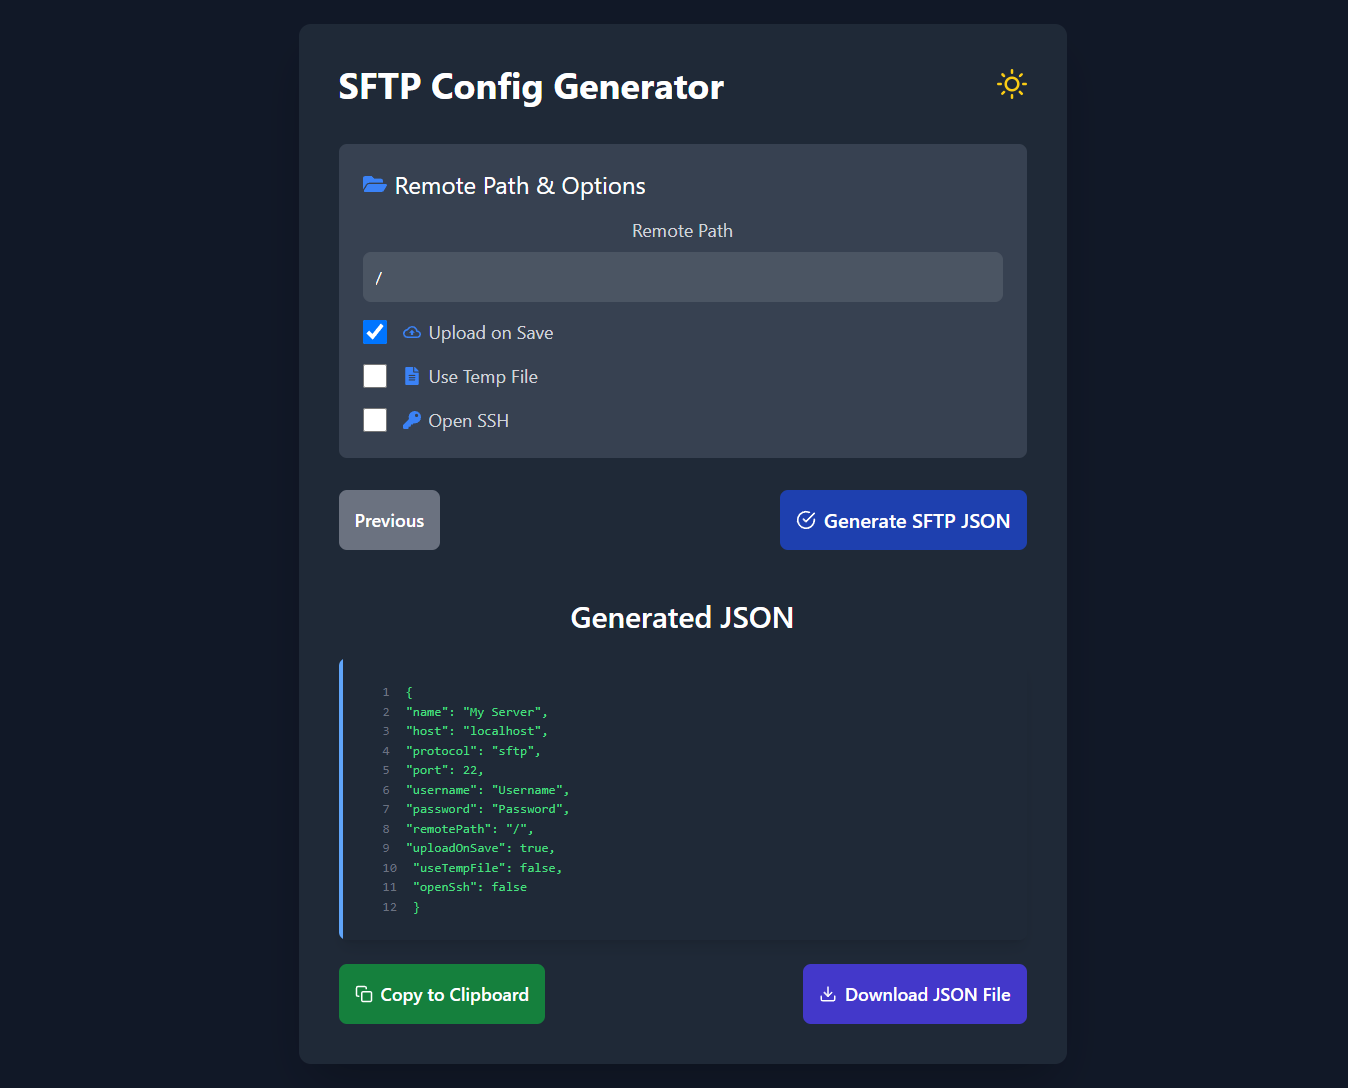 SFTP Config Generator
Remote Path & Options
Remote Path
/
Upload on Save
Use Temp File
Open SSH
Previous
Generate SFTP JSON
Generated JSON
1 {
2 "name": "My Server",
3 "host": "localhost",
4 "protocol": "sftp",
5 "port": 22,
6 "username": "Username",
7 "password": "Password",
8 "remotePath": "/",
9 "uploadOnSave": true,
10 "useTempFile": false,
11 "openSsh": false
12 }
Copy to Clipboard
Download JSON File